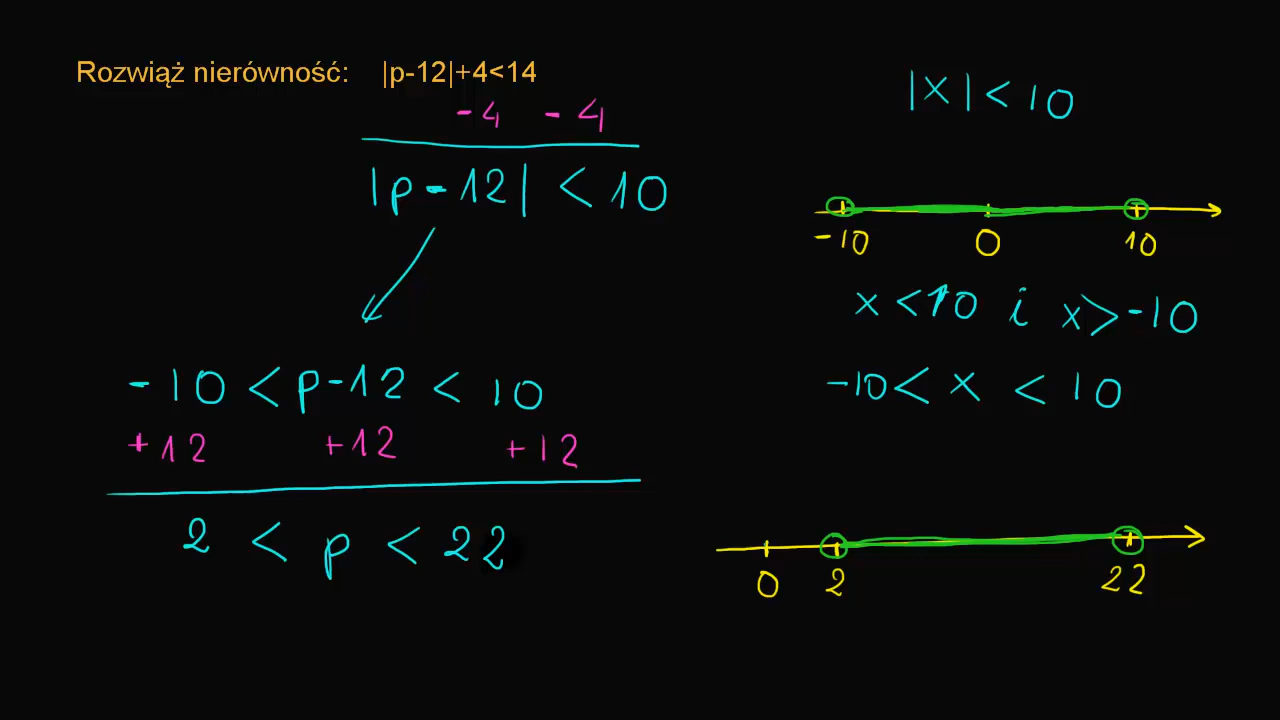 Rozwiąż nierówność: |p-12|+4<14
-4 -4
|p-12| < 10
-10 < p-12 < 10
+12 +12 +12
2 < p < 22
|x| < 10
-10 0 10
x < 10 i x > -10
-10 < x < 10
0 2 22